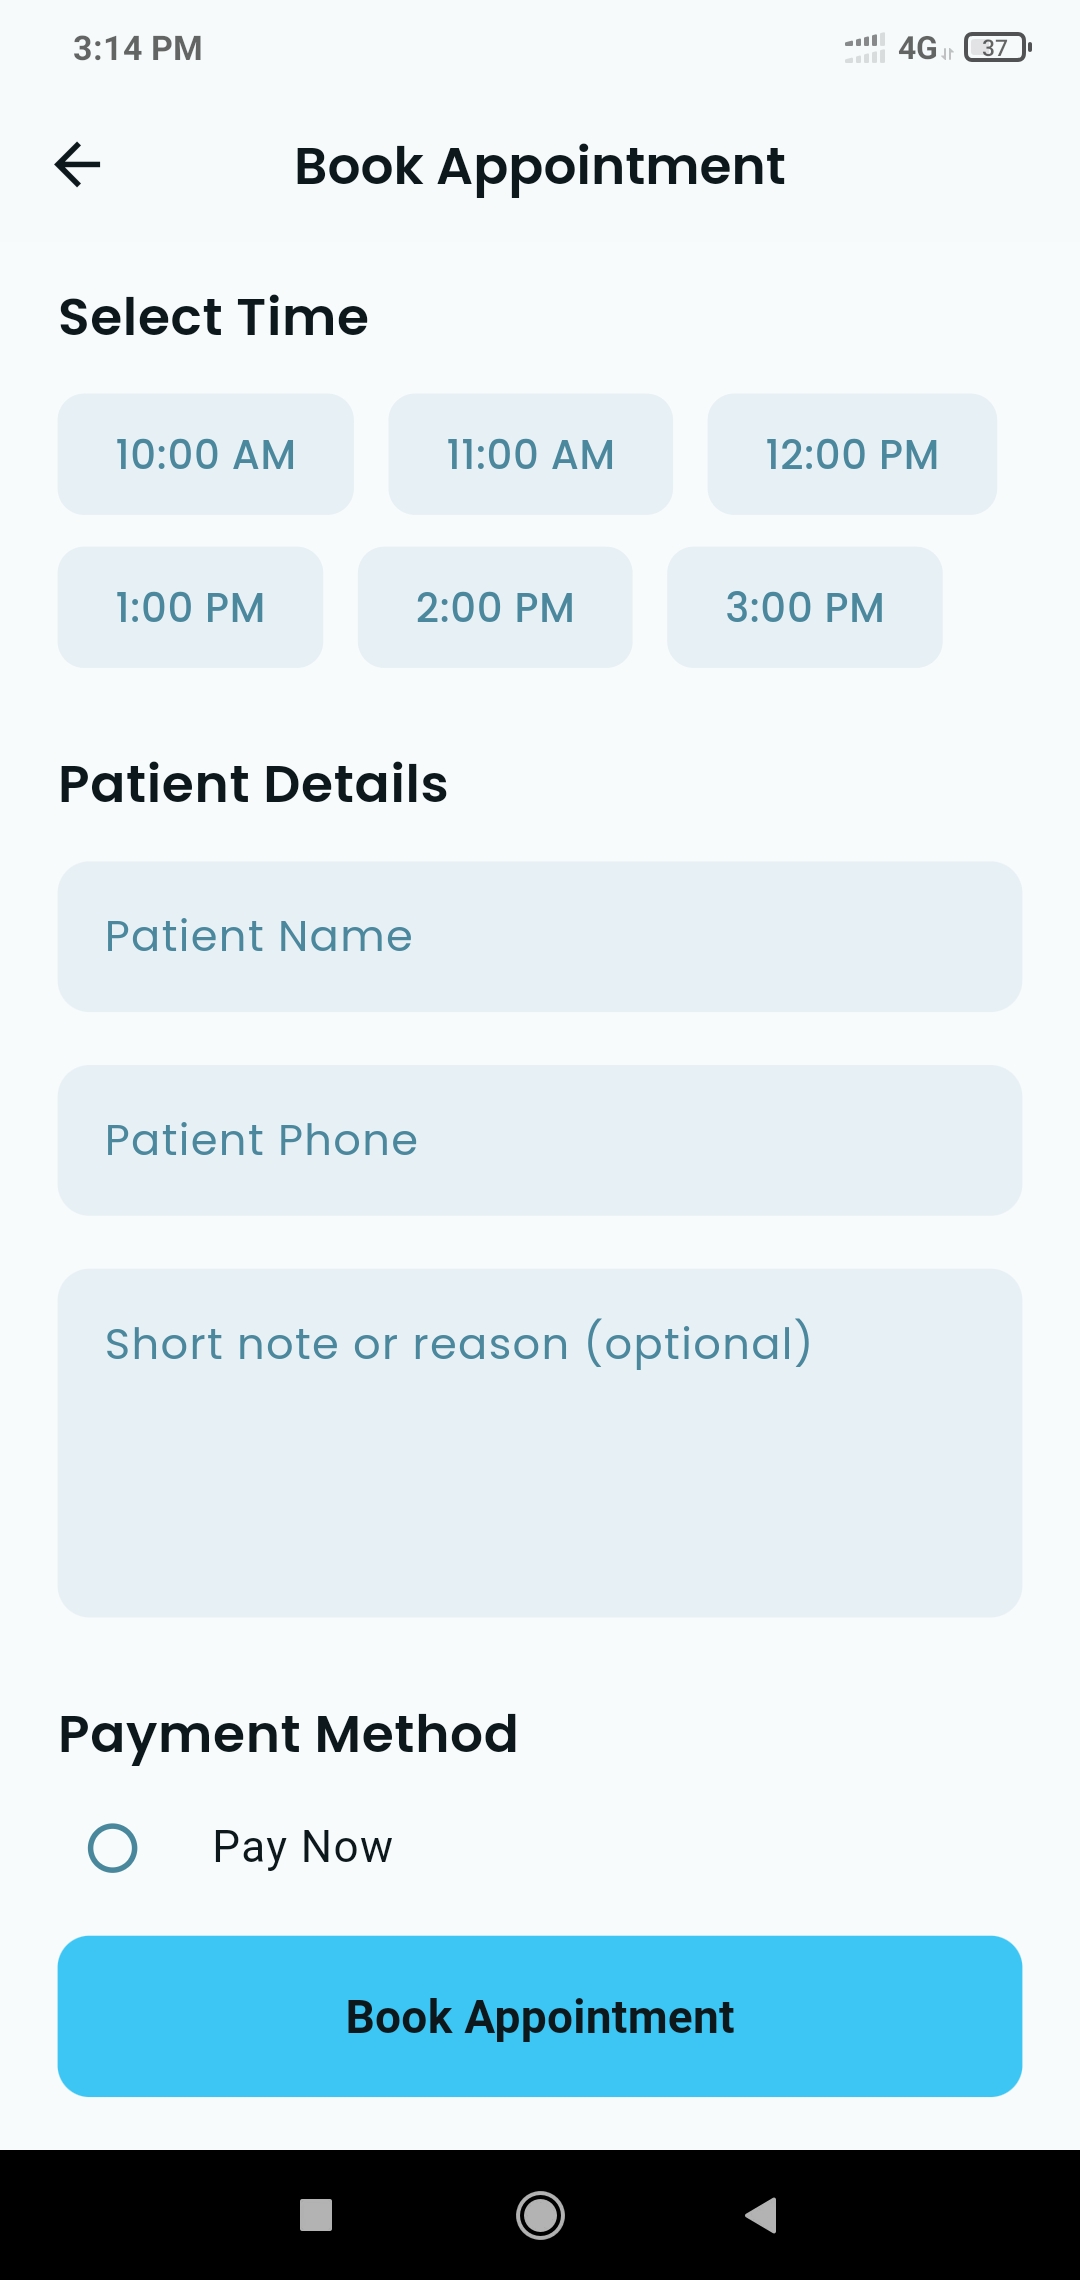 3:14 PM 4G 37
Book Appointment
Select Time
10:00 AM 11:00 AM 12:00 PM
1:00 PM 2:00 PM 3:00 PM
Patient Details
Patient Name
Patient Phone
Short note or reason (optional)
Payment Method
Pay Now
Book Appointment